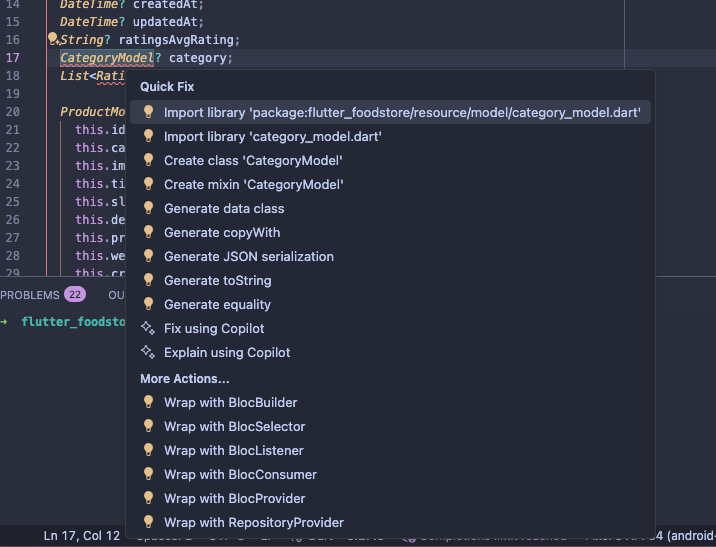 14 DateTime? createdAt;
15 DateTime? updatedAt;
16 String? ratingsAvgRating;
17 CategoryModel? category;
18 List<Rati
19
20 ProductMo
21 this.id
22 this.ca
23 this.im
24 this.ti
25 this.sl
26 this.de
27 this.pr
28 this.we
29 this.cr
Quick Fix
Import library 'package:flutter_foodstore/resource/model/category_model.dart'
Import library 'category_model.dart'
Create class 'CategoryModel'
Create mixin 'CategoryModel'
Generate data class
Generate copyWith
Generate JSON serialization
Generate toString
Generate equality
Fix using Copilot
Explain using Copilot
More Actions...
Wrap with BlocBuilder
Wrap with BlocSelector
Wrap with BlocListener
Wrap with BlocConsumer
Wrap with BlocProvider
Wrap with RepositoryProvider
PROBLEMS 22 OU
→ flutter_foodsto
Ln 17, Col 12 (android-